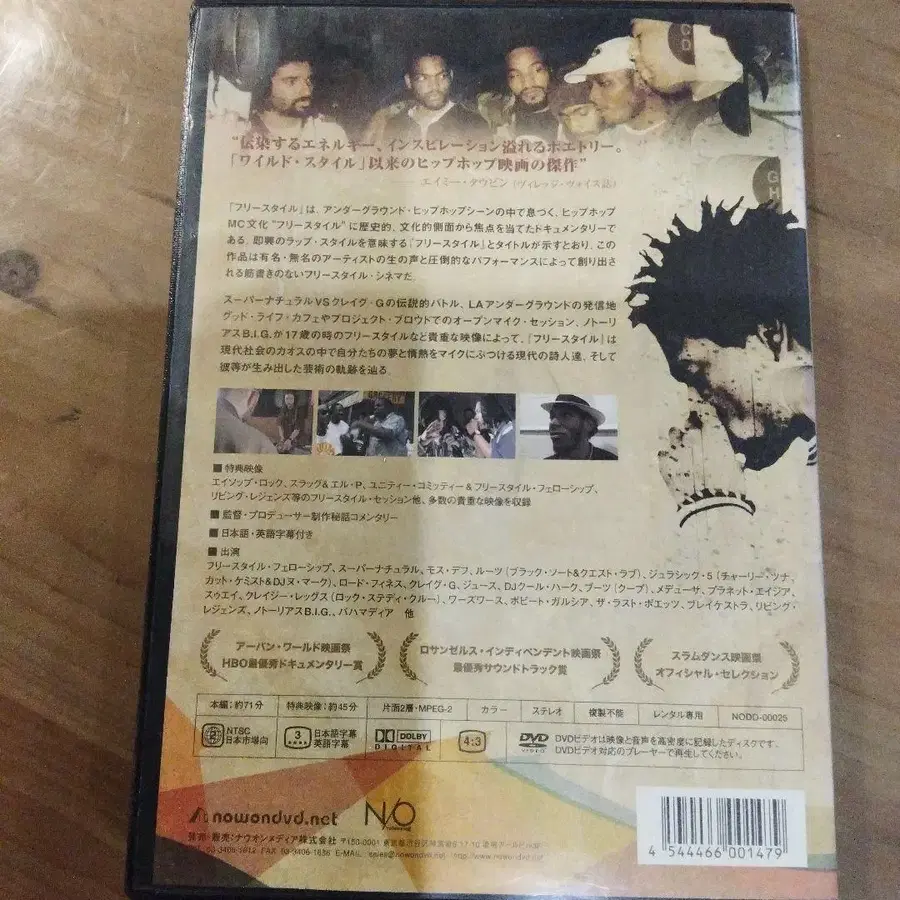 CD
GH
“伝染するエネルギー、インスピレーション溢れるポエトリー。
「ワイルド・スタイル」以来のヒップホップ映画の傑作”
エイミー・タウビン（ヴィレッジ・ヴォイス誌）
「フリースタイル」は、アンダーグラウンド・ヒップホップシーンの中で息づく、ヒップホップ
MC文化“フリースタイル”に歴史的、文化的側面から焦点を当てたドキュメンタリーで
ある。即興のラップ・スタイルを意味する「フリースタイル」とタイトルが示すとおり、この
作品は有名・無名のアーティストの生の声と圧倒的なパフォーマンスによって創り出さ
れる筋書きのないフリースタイル・シネマだ。
スーパーナチュラルVSクレイグ・Gの伝説的バトル、LAアンダーグラウンドの発信地
グッド・ライフ・カフェやプロジェクト・ブロウドでのオープンマイク・セッション、ノトーリ
アスB.I.G.が17歳の時のフリースタイルなど貴重な映像によって、「フリースタイル」は
現代社会のカオスの中で自分たちの夢と情熱をマイクにぶつける現代の詩人達、そして
彼等が生み出した芸術の軌跡を辿る。
■ 特典映像
エイソップ・ロック、スラッグ&エル・P、ユニティー・コミッティー&フリースタイル・フェローシップ、
リビング・レジェンズ等のフリースタイル・セッション他、多数の貴重な映像を収録
■ 監督・プロデューサー制作秘話コメンタリー
■ 日本語・英語字幕付き
■ 出演
フリースタイル・フェローシップ、スーパーナチュラル、モス・デフ、ルーツ（ブラック・ソート&クエスト・ラブ）、ジュラシック・5（チャーリー・ツナ、
カット・ケミスト&DJヌ・マーク）、ロード・フィネス、クレイグ・G、ジュース、DJクール・ハーク、ブーツ（クープ）、メデューサ、プラネット・エイジア、
スゥエイ、クレイジー・レッグス（ロック・ステディ・クルー）、ワーズワース、ボビート・ガルシア、ザ・ラスト・ポエッツ、ブレイケストラ、リビング・
レジェンズ、ノトーリアスB.I.G.、バハマディア 他
アーバン・ワールド映画祭
HBO最優秀ドキュメンタリー賞
ロサンゼルス・インディペンデント映画祭
最優秀サウンドトラック賞
スラムダンス映画祭
オフィシャル・セレクション
本編：約71分 特典映像：約45分 片面2層・MPEG-2 カラー ステレオ 複製不能 レンタル専用 NODD-00025
2 NTSC 日本市場向 3 日本語字幕 英語字幕 DOLBY DIGITAL 4:3 DVD VIDEO DVDビデオは映像と音声を高密度に記録したディスクです。
DVDビデオ対応のプレーヤーで再生してください。
nowondvd.net N/O
発売・販売：ナウオンメディア株式会社 〒150-0001
FAX 03-3406-1636 E-MAIL sales@nowondvd.net http://www.nowondvd.net
4 544466 001479